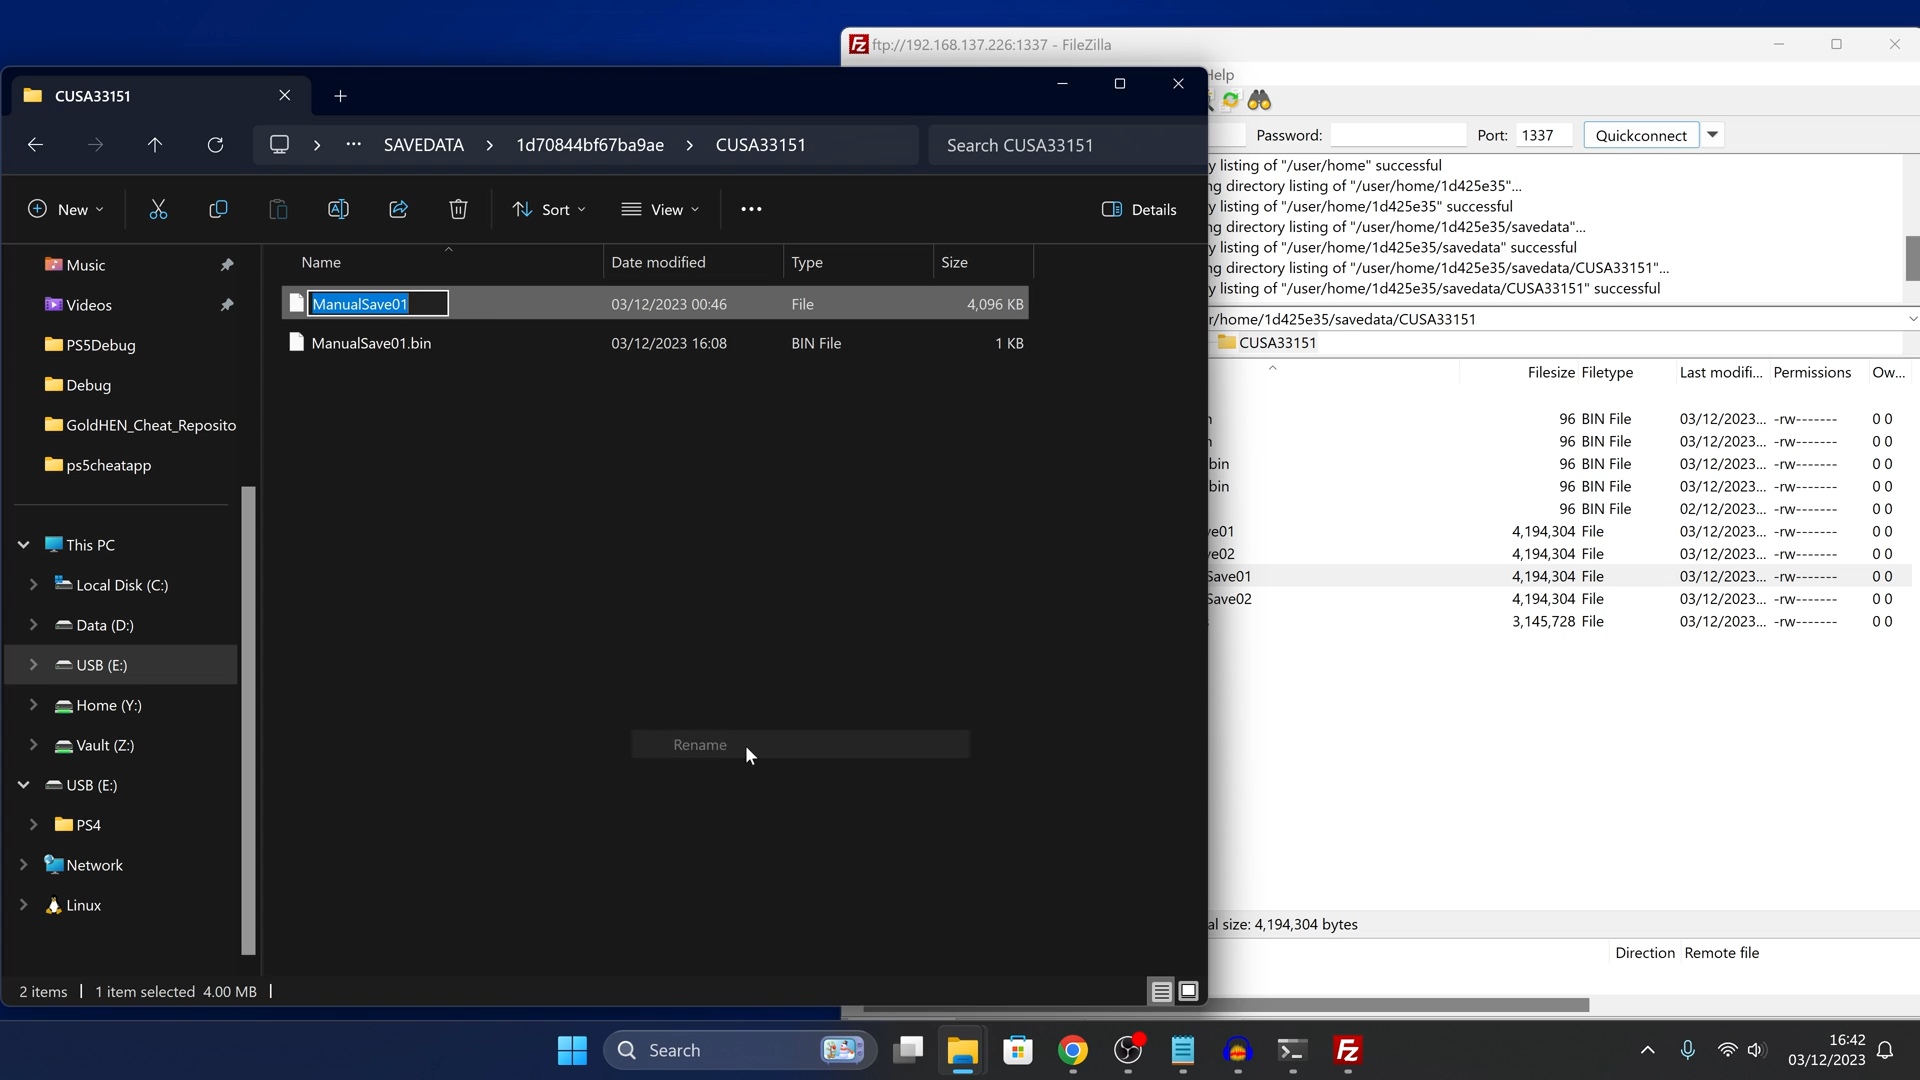 ftp://192.168.137.226:1337 - FileZilla
Help
Password:
Port:
1337
Quickconnect
y listing of "/user/home" successful
ng directory listing of "/user/home/1d425e35"...
y listing of "/user/home/1d425e35" successful
ng directory listing of "/user/home/1d425e35/savedata"...
y listing of "/user/home/1d425e35/savedata" successful
ng directory listing of "/user/home/1d425e35/savedata/CUSA33151"...
y listing of "/user/home/1d425e35/savedata/CUSA33151" successful
r/home/1d425e35/savedata/CUSA33151
CUSA33151
Filesize Filetype Last modifi... Permissions Ow...
96 BIN File 03/12/2023... -rw------- 0 0
96 BIN File 03/12/2023... -rw------- 0 0
bin 96 BIN File 03/12/2023... -rw------- 0 0
bin 96 BIN File 03/12/2023... -rw------- 0 0
96 BIN File 02/12/2023... -rw------- 0 0
ve01 4,194,304 File 03/12/2023... -rw------- 0 0
ve02 4,194,304 File 03/12/2023... -rw------- 0 0
Save01 4,194,304 File 03/12/2023... -rw------- 0 0
Save02 4,194,304 File 03/12/2023... -rw------- 0 0
3,145,728 File 03/12/2023... -rw------- 0 0
al size: 4,194,304 bytes
Direction Remote file
CUSA33151
... SAVEDATA > 1d70844bf67ba9ae > CUSA33151
Search CUSA33151
New
Sort
View
Details
Music
Videos
PS5Debug
Debug
GoldHEN_Cheat_Reposito
ps5cheatapp
This PC
Local Disk (C:)
Data (D:)
USB (E:)
Home (Y:)
Vault (Z:)
USB (E:)
PS4
Network
Linux
Name Date modified Type Size
ManualSave01 03/12/2023 00:46 File 4,096 KB
ManualSave01.bin 03/12/2023 16:08 BIN File 1 KB
Rename
2 items | 1 item selected 4.00 MB |
Search
16:42
03/12/2023